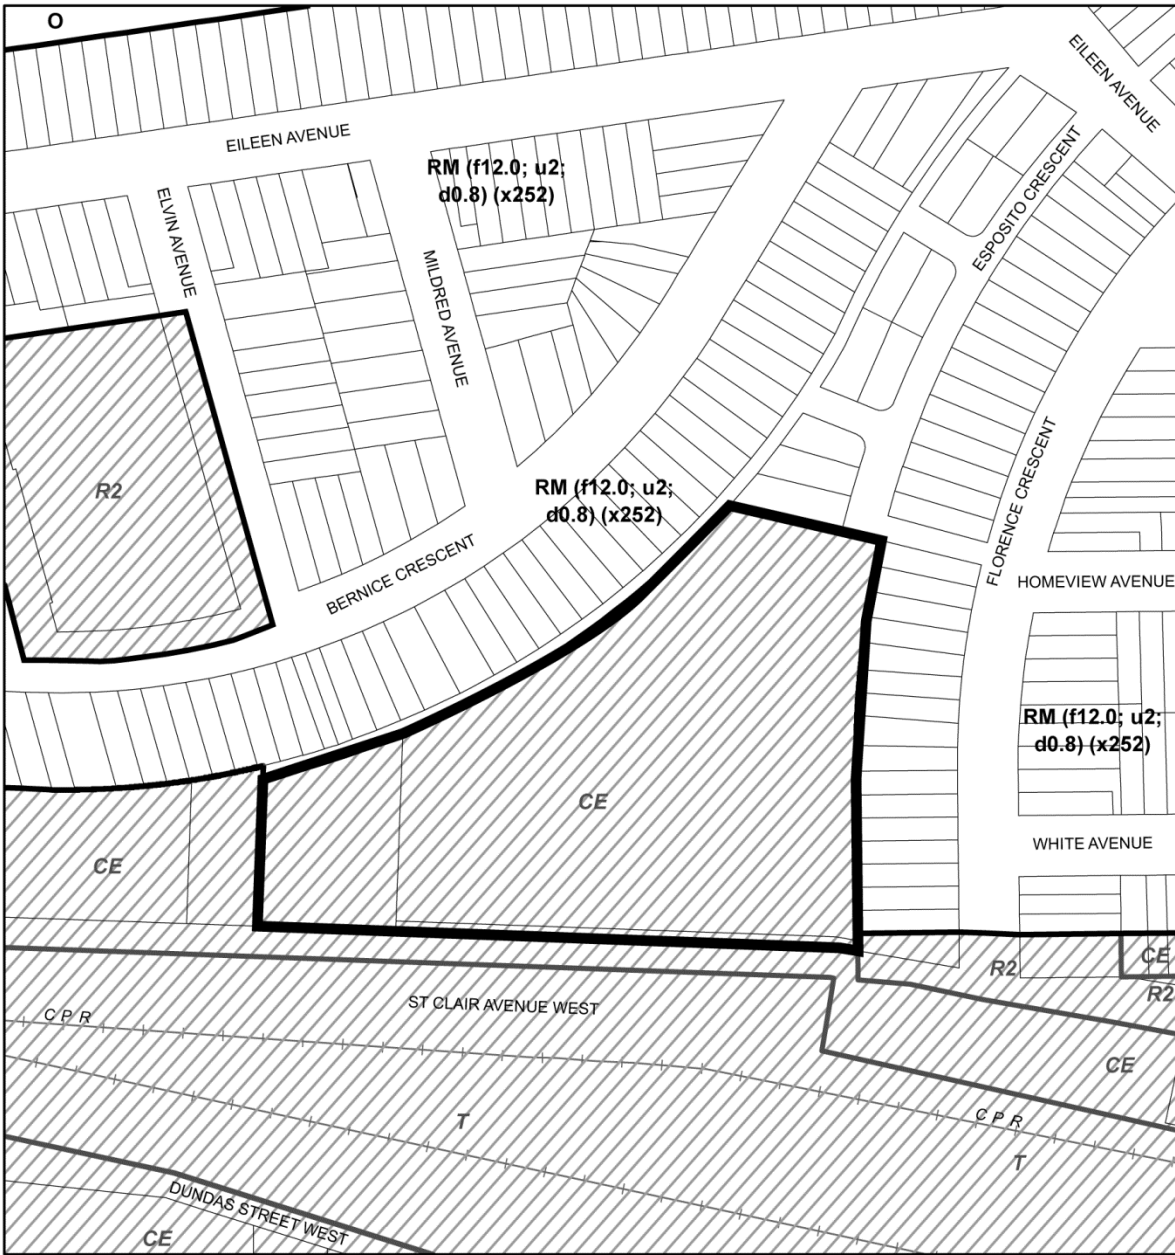 O
EILEEN AVENUE
EILEEN AVENUE
RM (f12.0; u2;
d0.8) (x252)
ELVIN AVENUE
MILDRED AVENUE
ESPOSITO CRESCENT
R2
RM (f12.0; u2;
d0.8) (x252)
BERNICE CRESCENT
FLORENCE CRESCENT
HOMEVIEW AVENUE
RM (f12.0; u2;
d0.8) (x252)
CE
WHITE AVENUE
CE
CE
R2
R2
ST CLAIR AVENUE WEST
C P R
CE
T
C P R
T
DUNDAS STREET WEST
CE